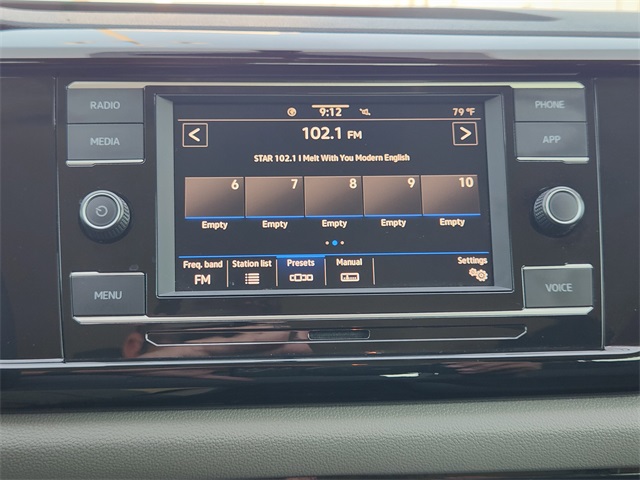 RADIO
MEDIA
MENU
9:12
79 °F
102.1 FM
STAR 102.1 I Melt With You Modern English
6 7 8 9 10
Empty Empty Empty Empty Empty
Freq. band Station list Presets Manual Settings
FM
PHONE
APP
VOICE